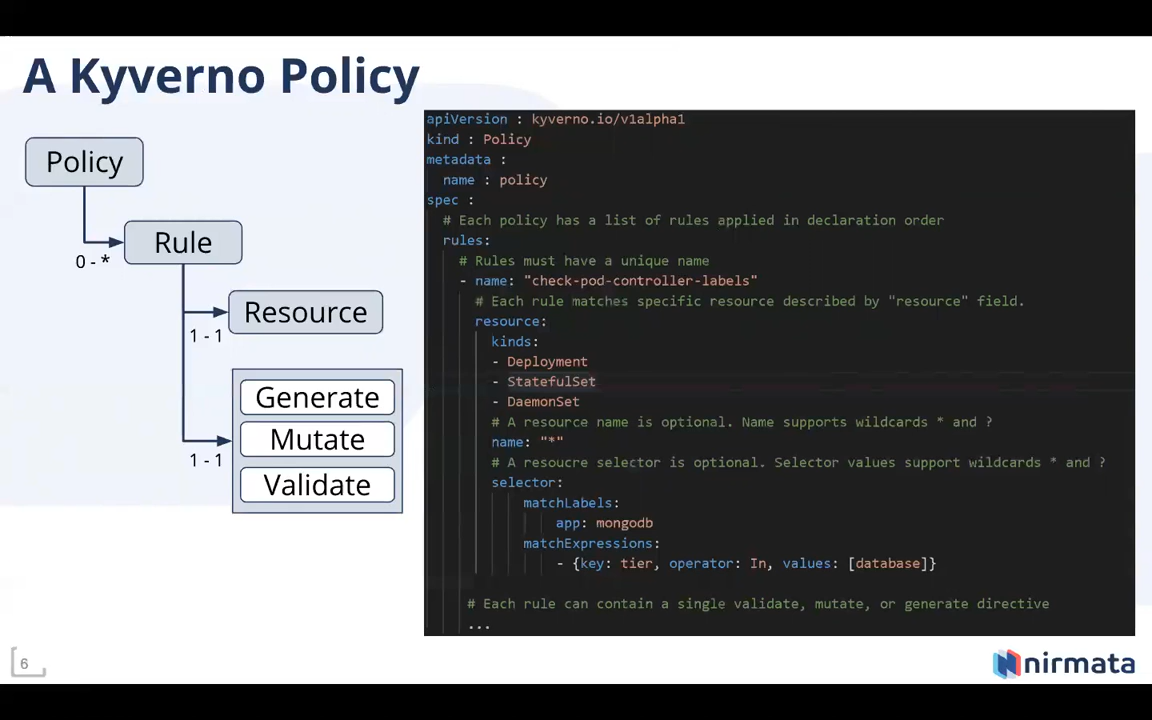 A Kyverno Policy
Policy
0 - *
Rule
1 - 1
Resource
1 - 1
Generate
Mutate
Validate
apiVersion : kyverno.io/v1alpha1
kind : Policy
metadata :
name : policy
spec :
# Each policy has a list of rules applied in declaration order
rules:
# Rules must have a unique name
- name: "check-pod-controller-labels"
# Each rule matches specific resource described by "resource" field.
resource:
kinds:
- Deployment
- StatefulSet
- DaemonSet
# A resource name is optional. Name supports wildcards * and ?
name: "*"
# A resoucre selector is optional. Selector values support wildcards * and ?
selector:
matchLabels:
app: mongodb
matchExpressions:
- {key: tier, operator: In, values: [database]}
# Each rule can contain a single validate, mutate, or generate directive
...
6
nirmata